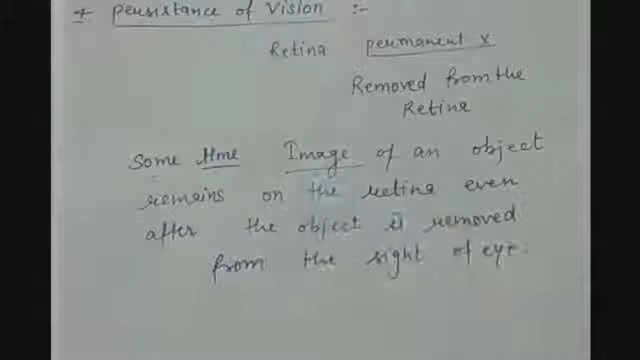 * Persistance of Vision :-
Retina permanent x
Removed from the
Retina
Some time Image of an object
remains on the retina even
after the object is removed
from the sight of eye.